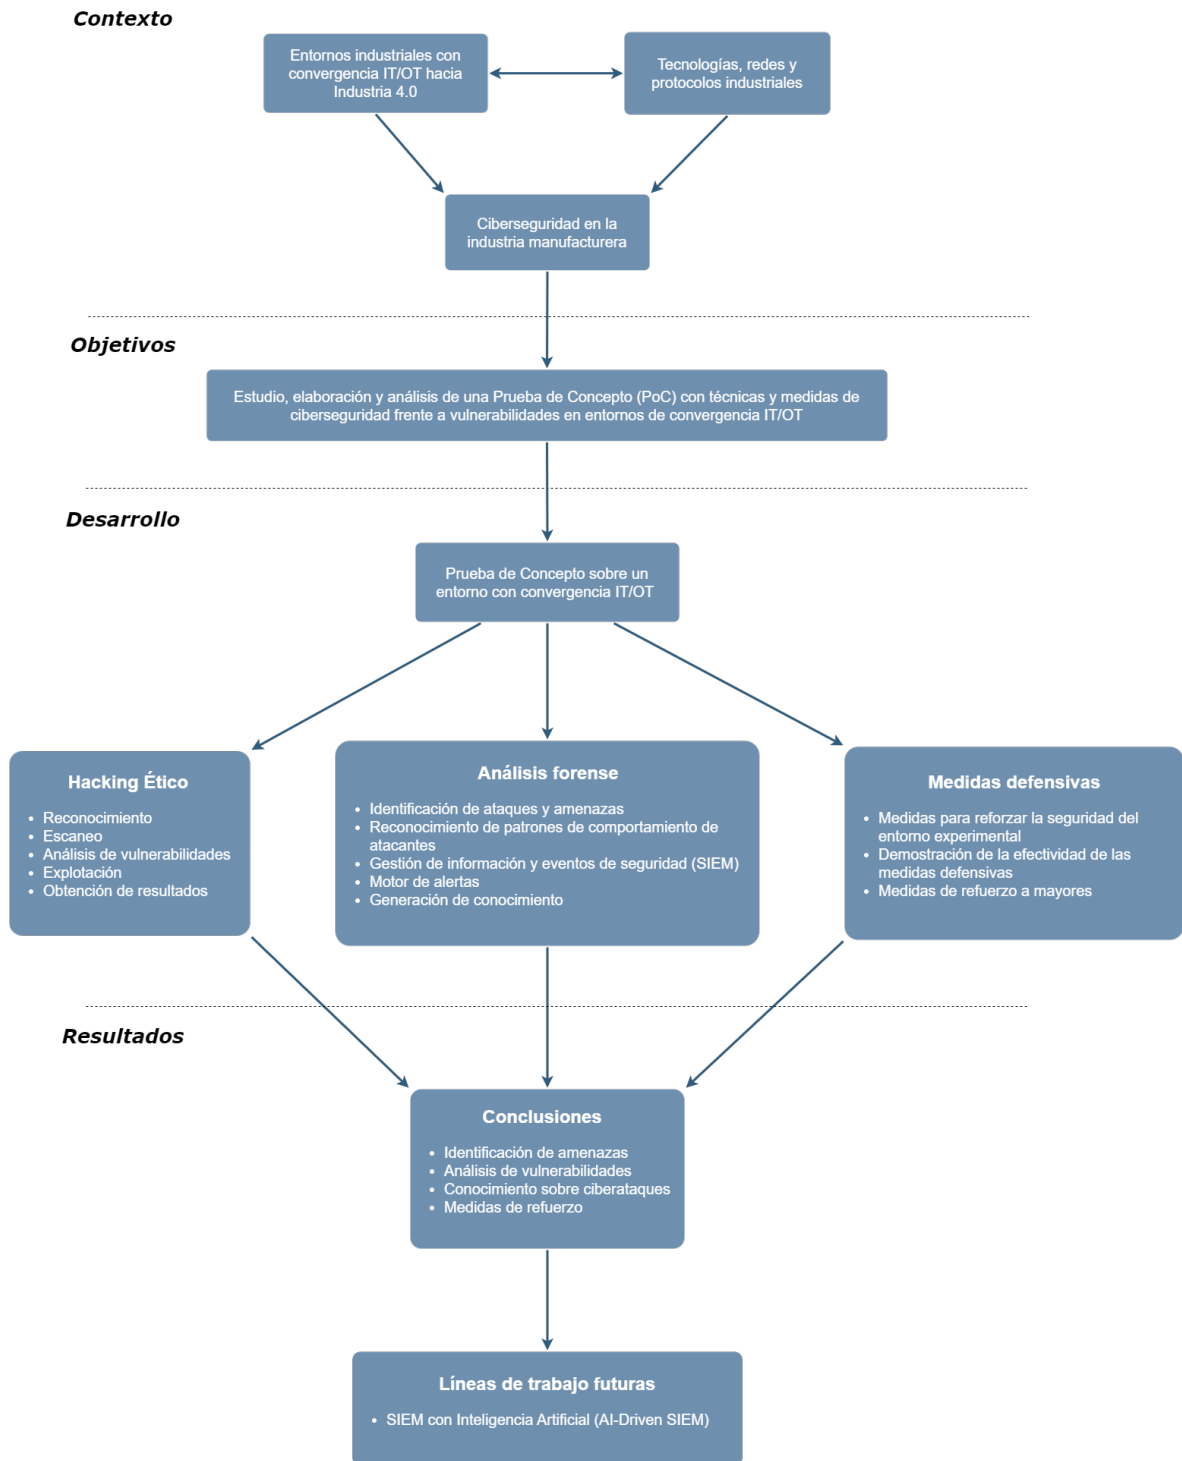 Contexto
Entornos industriales con
convergencia IT/OT hacia
Industria 4.0
Tecnologías, redes y
protocolos industriales
Ciberseguridad en la
industria manufacturera
Objetivos
Estudio, elaboración y análisis de una Prueba de Concepto (PoC) con técnicas y medidas de
ciberseguridad frente a vulnerabilidades en entornos de convergencia IT/OT
Desarrollo
Prueba de Concepto sobre un
entorno con convergencia IT/OT
Hacking Ético
• Reconocimiento
• Escaneo
• Análisis de vulnerabilidades
• Explotación
• Obtención de resultados
Análisis forense
• Identificación de ataques y amenazas
• Reconocimiento de patrones de comportamiento de
atacantes
• Gestión de información y eventos de seguridad (SIEM)
• Motor de alertas
• Generación de conocimiento
Medidas defensivas
• Medidas para reforzar la seguridad del
entorno experimental
• Demostración de la efectividad de las
medidas defensivas
• Medidas de refuerzo a mayores
Resultados
Conclusiones
• Identificación de amenazas
• Análisis de vulnerabilidades
• Conocimiento sobre ciberataques
• Medidas de refuerzo
Líneas de trabajo futuras
• SIEM con Inteligencia Artificial (AI-Driven SIEM)